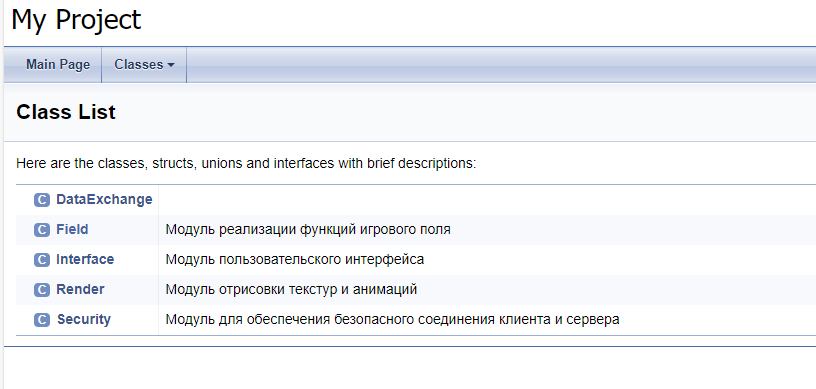 My Project
Main Page Classes
Class List
Here are the classes, structs, unions and interfaces with brief descriptions:
C DataExchange
C Field Модуль реализации функций игрового поля
C Interface Модуль пользовательского интерфейса
C Render Модуль отрисовки текстур и анимаций
C Security Модуль для обеспечения безопасного соединения клиента и сервера